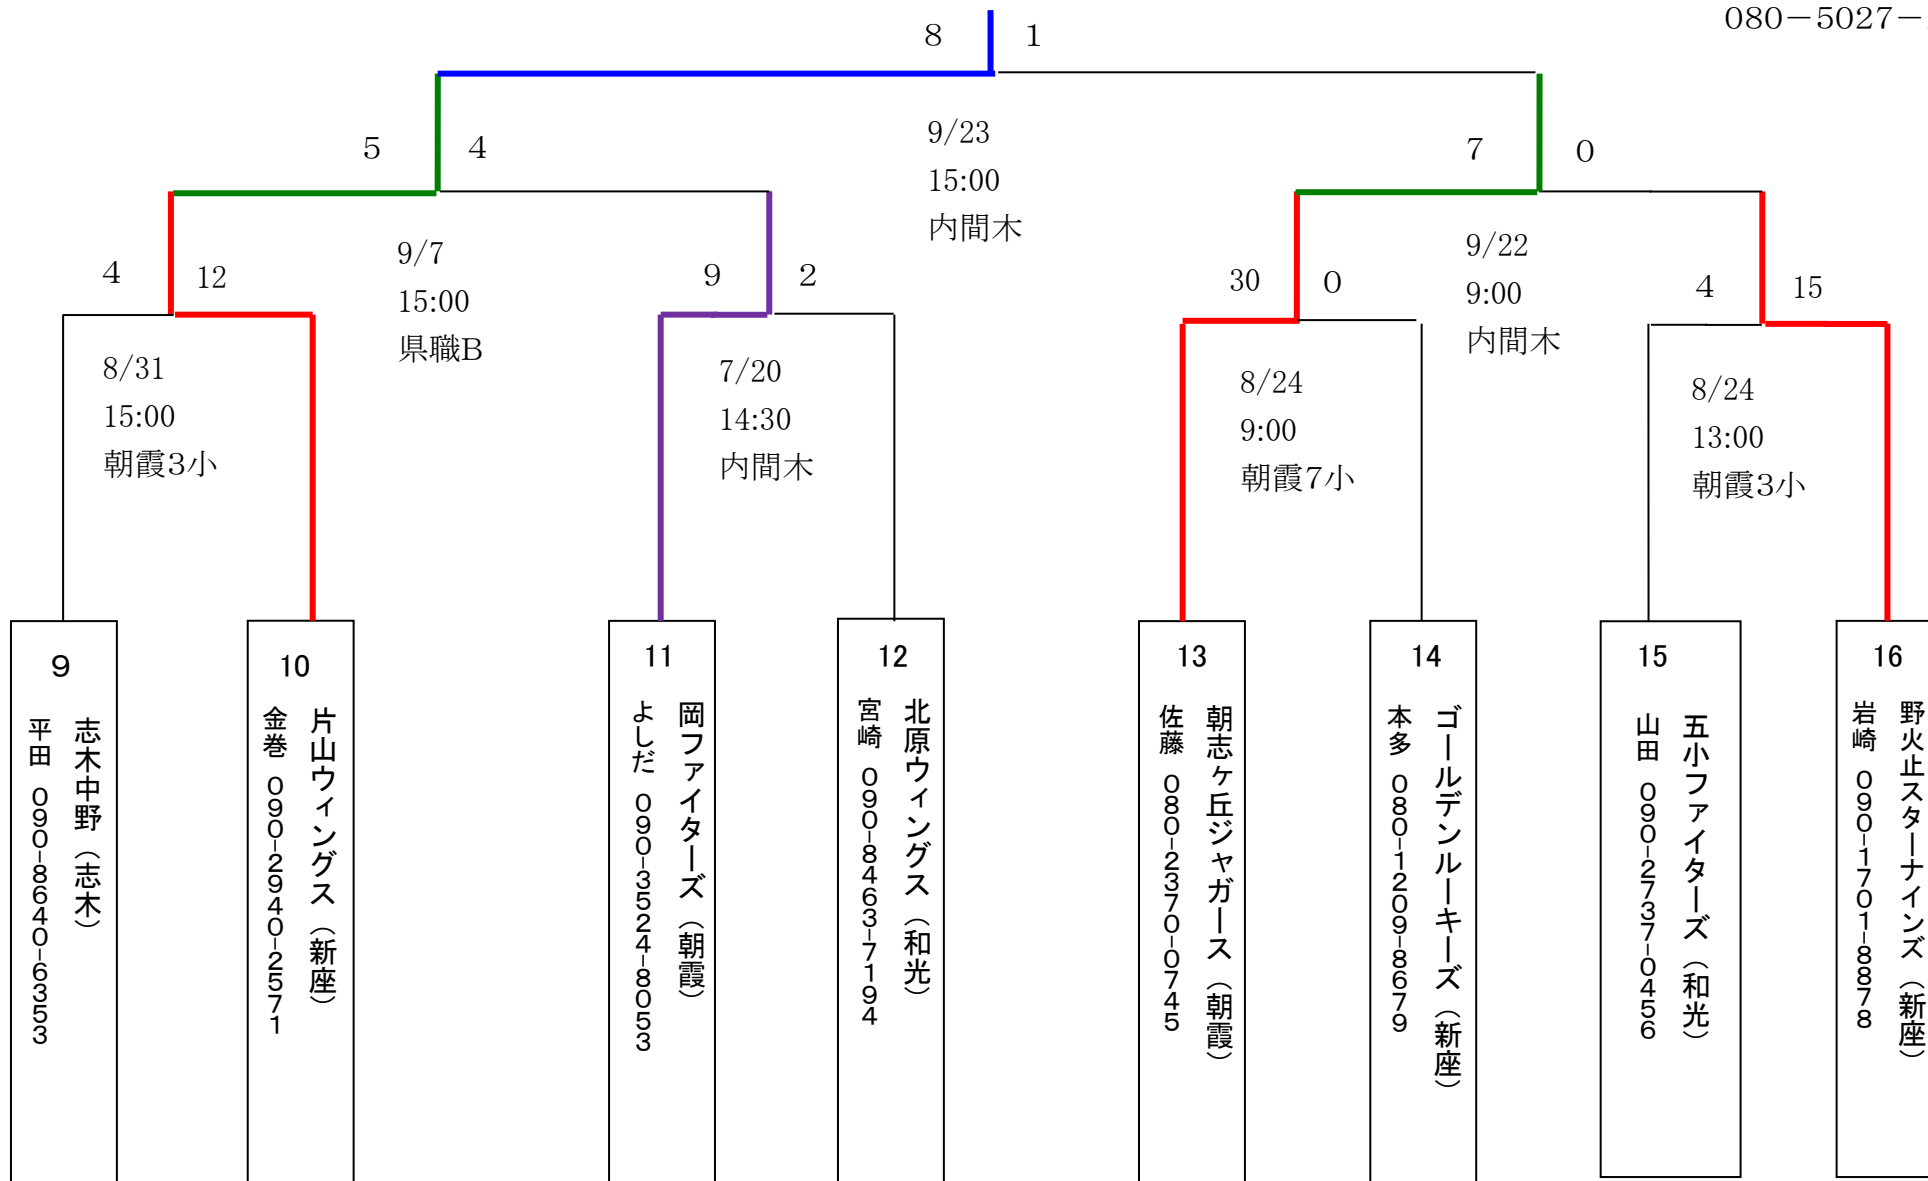 080－5027－
8 1
5 4
9/23
15:00
内間木
7 0
4 12
9/7
15:00
県職B
9 2
30 0
9/22
9:00
内間木
4 15
8/31
15:00
朝霞3小
7/20
14:30
内間木
8/24
9:00
朝霞7小
8/24
13:00
朝霞3小
9
志木中野（志木）
平田 090-8640-6353
10
片山ウィングス（新座）
金巻 090-2940-2571
11
岡ファイターズ（朝霞）
よしだ 090-3524-8053
12
北原ウィングス（和光）
宮崎 090-8463-7194
13
朝志ヶ丘ジャガース（朝霞）
佐藤 080-2370-0745
14
ゴールデンルーキーズ（新座）
本多 080-1209-8679
15
五小ファイターズ（和光）
山田 090-2737-0456
16
野火止スターナインズ（新座）
岩崎 090-1701-8878